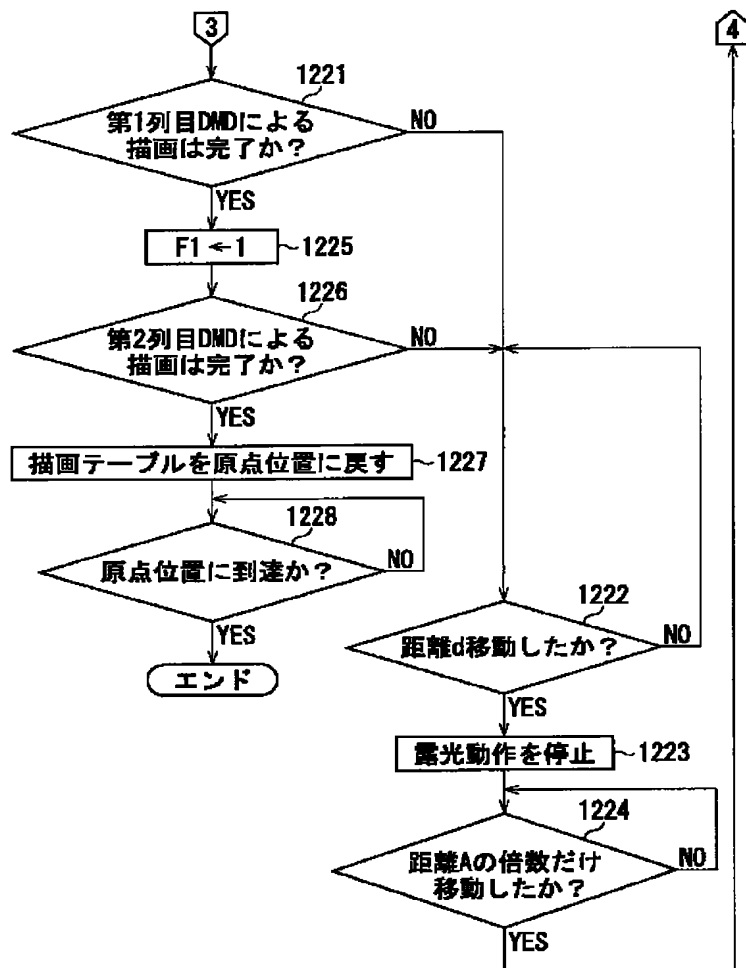 3
4
1221
第1列目DMDによる
描画は完了か?
NO
YES
F1←1
1225
1226
第2列目DMDによる
描画は完了か?
NO
YES
描画テーブルを原点位置に戻す
1227
1228
原点位置に到達か?
NO
YES
エンド
1222
距離d移動したか?
NO
YES
露光動作を停止
1223
1224
距離Aの倍数だけ
移動したか?
NO
YES